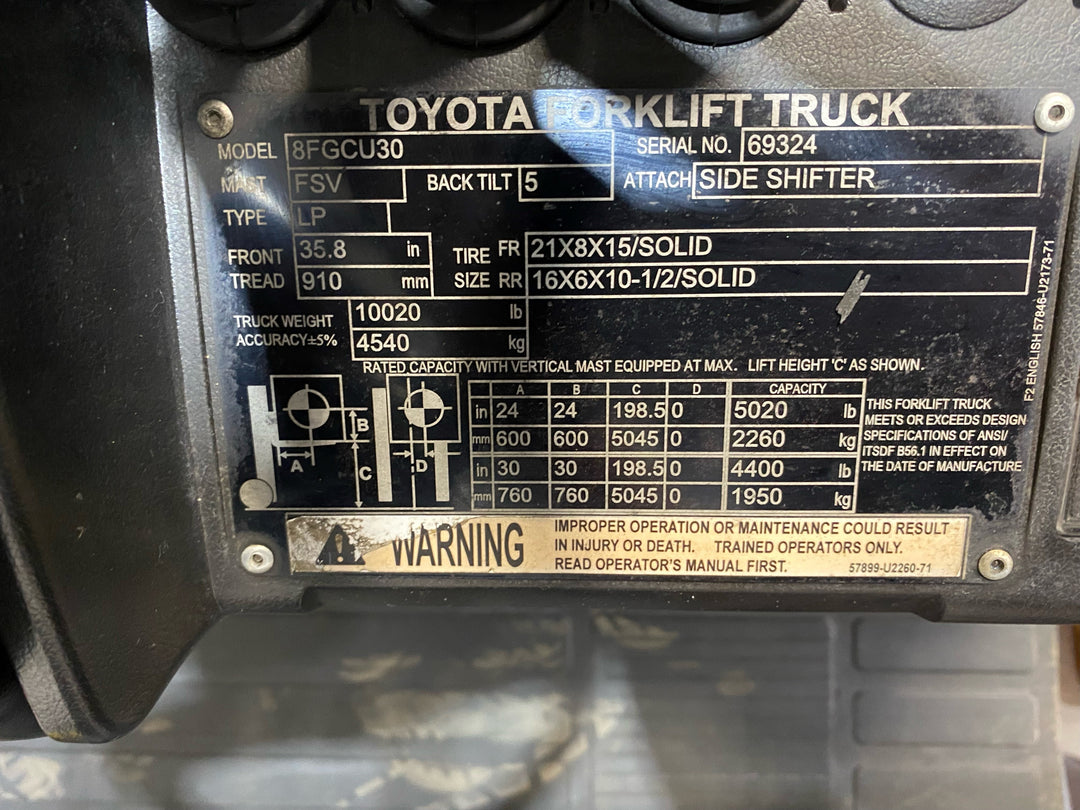 TOYOTA FORKLIFT TRUCK
MODEL 8FGCU30 SERIAL NO. 69324
MAST FSV BACK TILT 5 ATTACH SIDE SHIFTER
TYPE LP
FRONT TREAD 35.8 in TIRE SIZE FR 21X8X15/SOLID
910 mm RR 16X6X10-1/2/SOLID
TRUCK WEIGHT 10020 lb
ACCURACY±5% 4540 kg
RATED CAPACITY WITH VERTICAL MAST EQUIPPED AT MAX. LIFT HEIGHT 'C' AS SHOWN.
A B C D CAPACITY
in 24 24 198.5 0 5020 lb
mm 600 600 5045 0 2260 kg
in 30 30 198.5 0 4400 lb
mm 760 760 5045 0 1950 kg
A B C D
THIS FORKLIFT TRUCK
MEETS OR EXCEEDS DESIGN
SPECIFICATIONS OF ANSI/
ITSDF B56.1 IN EFFECT ON
THE DATE OF MANUFACTURE
F2 ENGLISH 57846-U2173-71
WARNING
IMPROPER OPERATION OR MAINTENANCE COULD RESULT
IN INJURY OR DEATH. TRAINED OPERATORS ONLY.
READ OPERATOR'S MANUAL FIRST. 57899-U2260-71